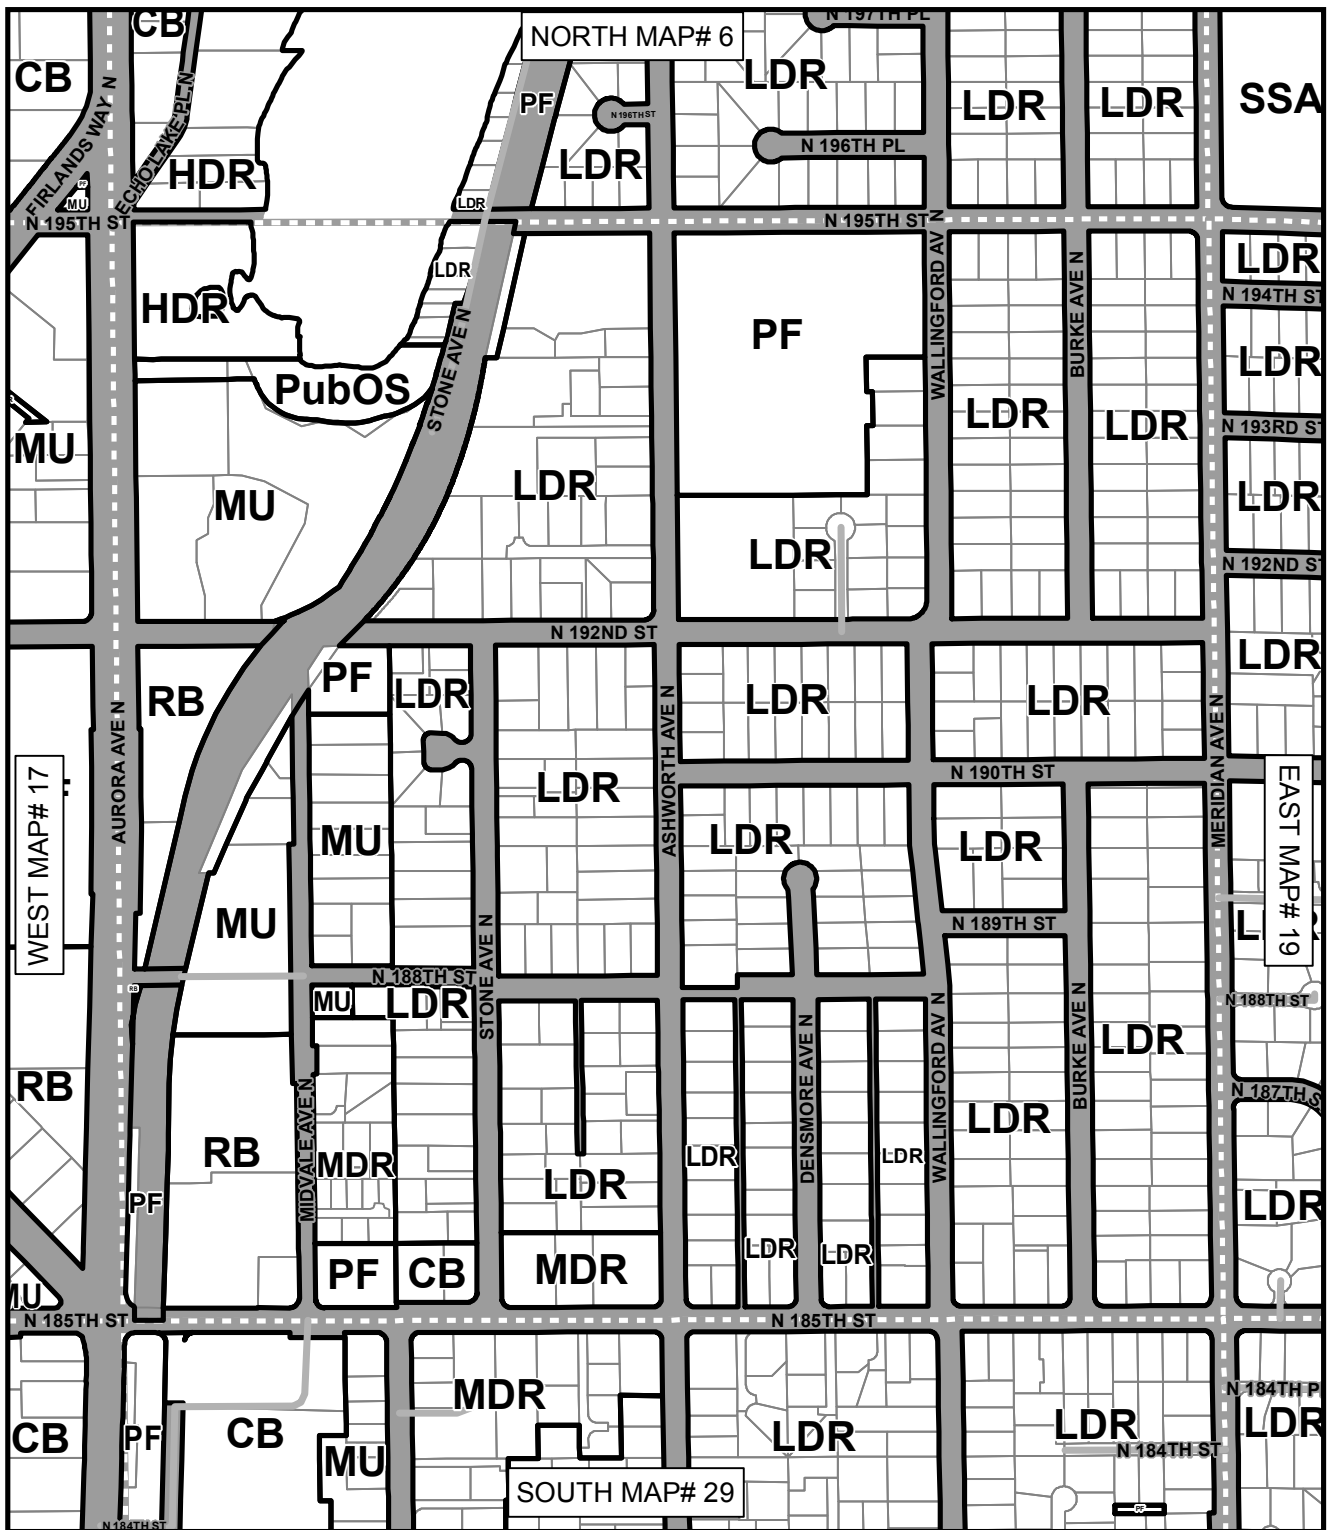 CB
N 197TH PL
NORTH MAP# 6
CB
LDR
LDR
LDR
SSA
PF
N 196TH ST
N 196TH PL
FIRLANDS WAY N
ECHO LAKE PL N
HDR
LDR
PF
MU
LDR
N 195TH ST
N 195TH ST
LDR
LDR
HDR
N 194TH ST
PF
LDR
STONE AVE N
WALLINGFORD AV N
BURKE AVE N
PubOS
LDR
LDR
N 193RD ST
MU
MU
LDR
LDR
LDR
N 192ND ST
N 192ND ST
LDR
PF
LDR
RB
LDR
LDR
AURORA AVE N
ASHWORTH AVE N
MERIDIAN AVE N
WEST MAP# 17
N 190TH ST
EAST MAP# 19
LDR
MU
LDR
LDR
MU
N 189TH ST
STONE AVE N
N 188TH ST
RB
MU
LDR
N 188TH ST
LDR
RB
N 187TH S
MIDVALE AVE N
DENSMORE AVE N
WALLINGFORD AV N
BURKE AVE N
LDR
RB
MDR
LDR
LDR
LDR
PF
LDR
LDR
LDR
PF
CB
MDR
MU
N 185TH ST
N 185TH ST
N 184TH P
MDR
LDR
LDR
LDR
CB
PF
CB
N 184TH ST
MU
SOUTH MAP# 29
PF
N 184TH ST